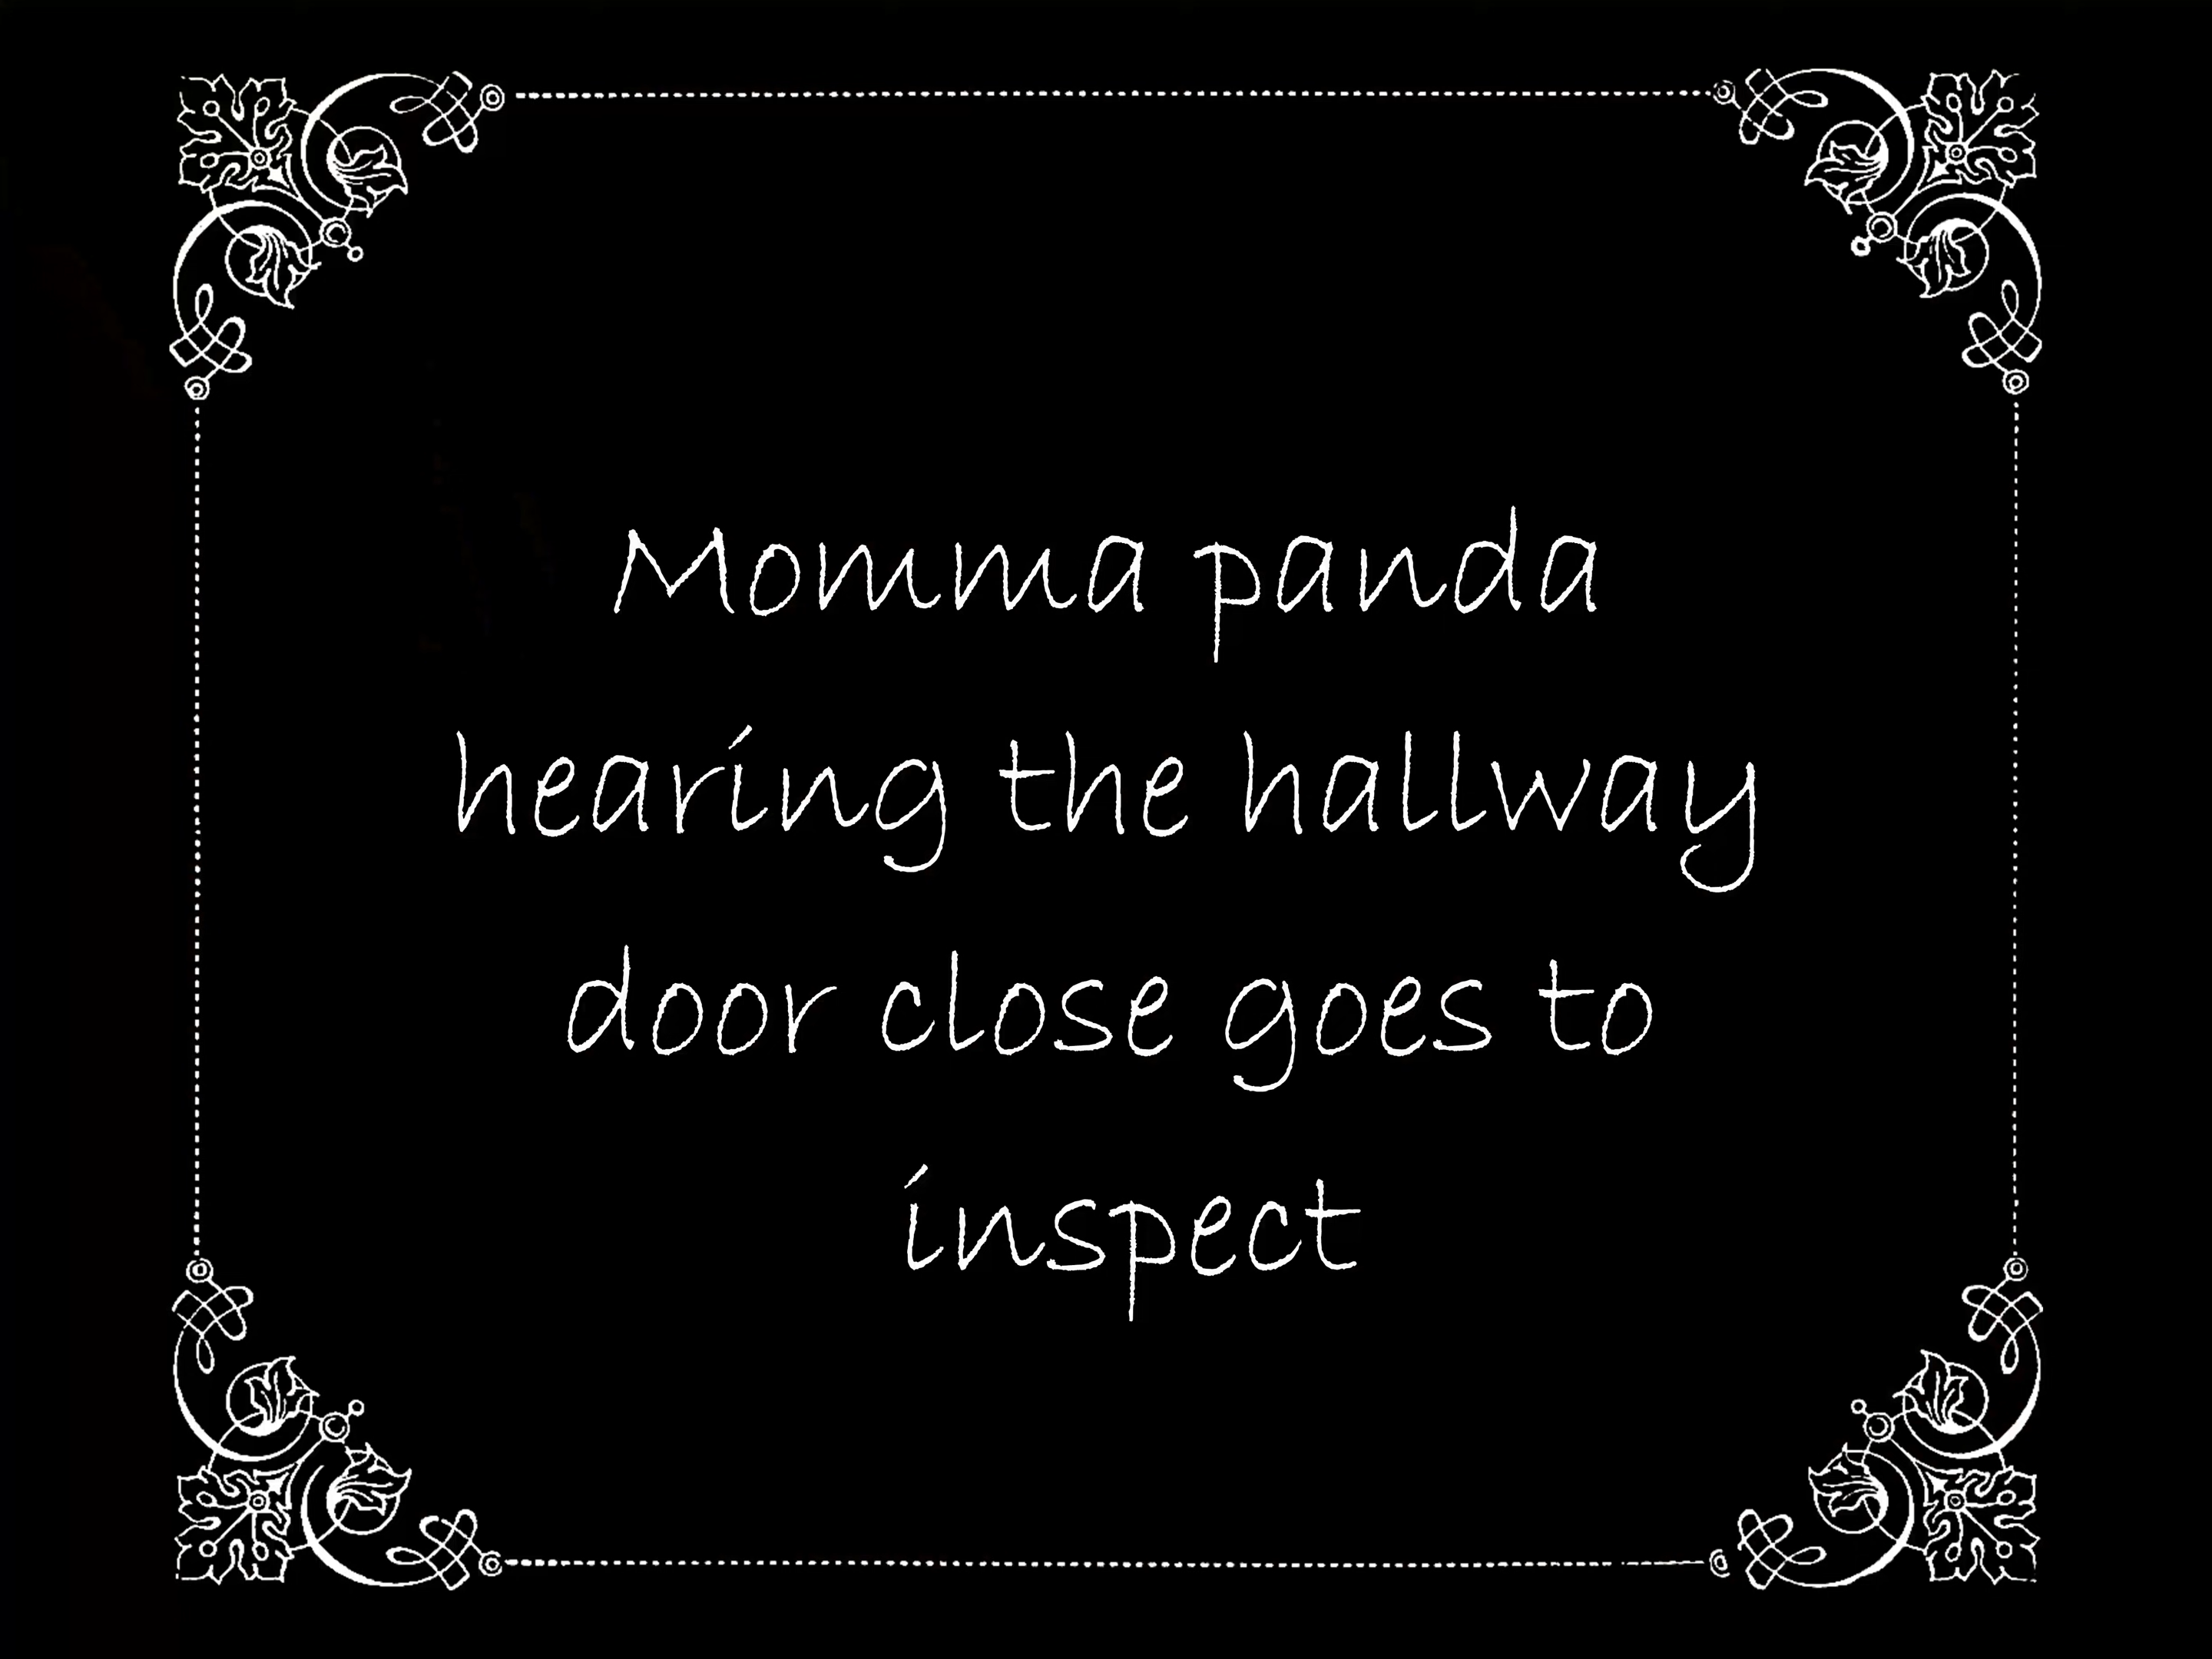 Momma panda
hearing the hallway
door close goes to
inspect